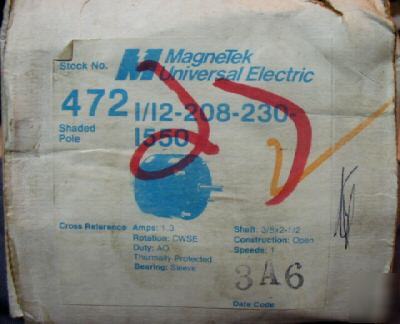 Stock No.
MagneTek
Universal Electric
472
1/12-208-230-
1550
Shaded
Pole
27
Cross Reference
Amps: 1.3
Rotation: CWSE
Duty: AO
Thermally Protected
Bearing: Sleeve
Shaft: 3/8x2-1/2
Construction: Open
Speeds: 1
3A6
Date Code